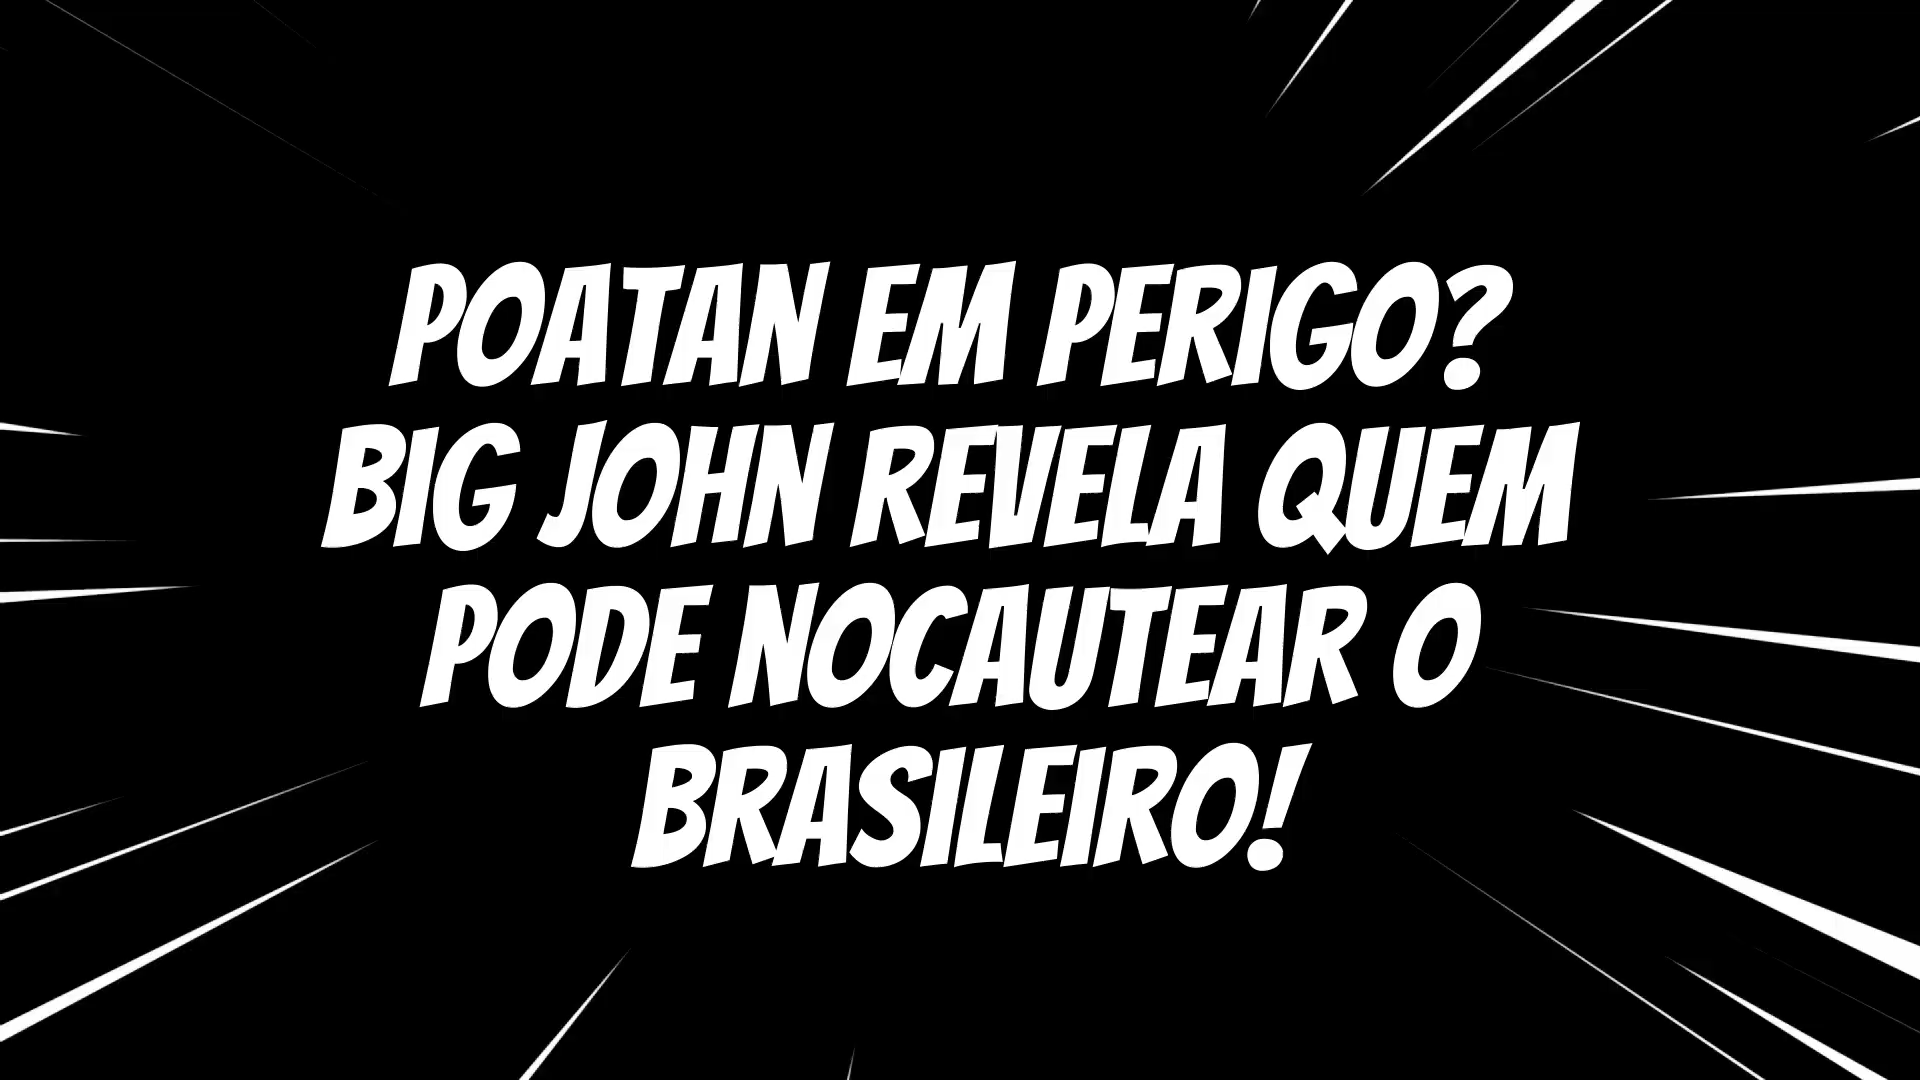 POATAN EM PERIGO?
BIG JOHN REVELA QUEM
PODE NOCAUTEAR O
BRASILEIRO!